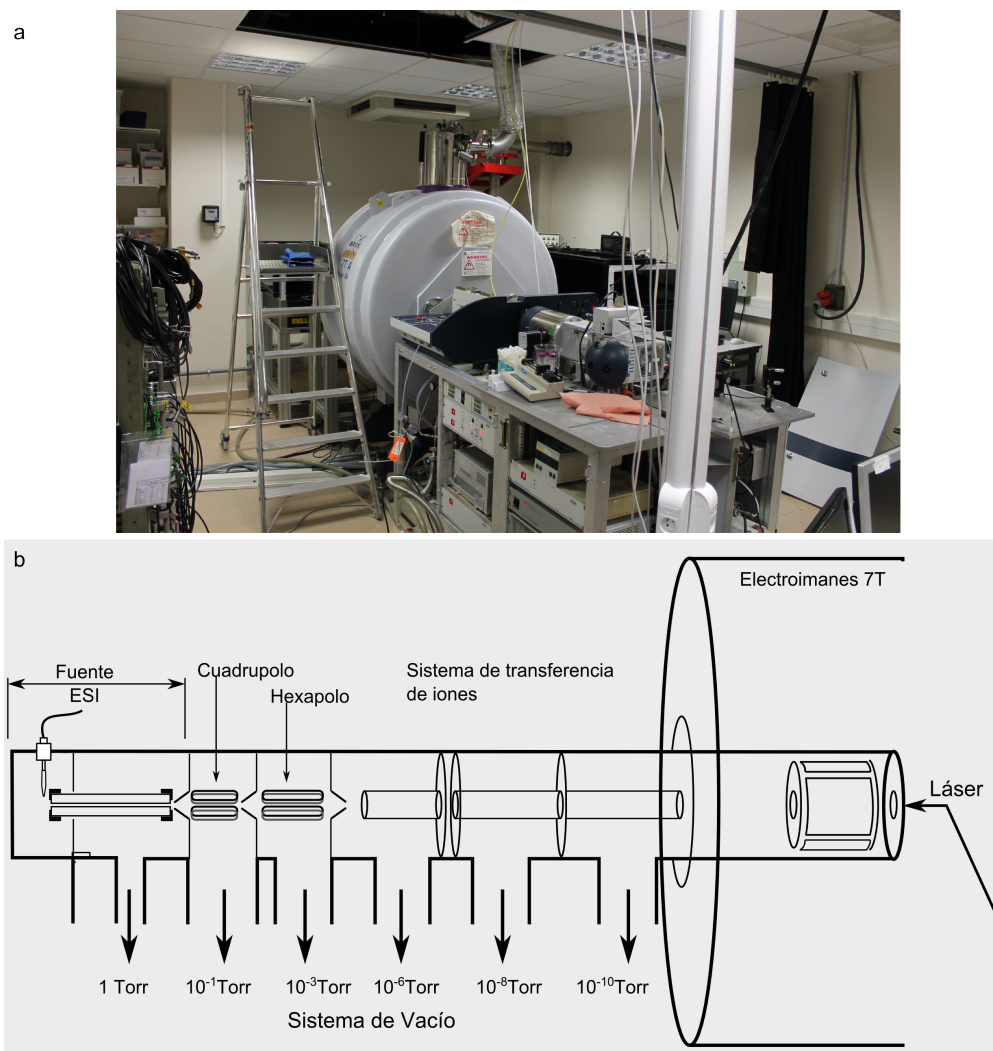 a
b
Electroimanes 7T
Fuente
ESI
Cuadrupolo
Hexapolo
Sistema de transferencia
de iones
Láser
1 Torr
10⁻¹Torr
10⁻³Torr
10⁻⁶Torr
10⁻⁸Torr
10⁻¹⁰Torr
Sistema de Vacío